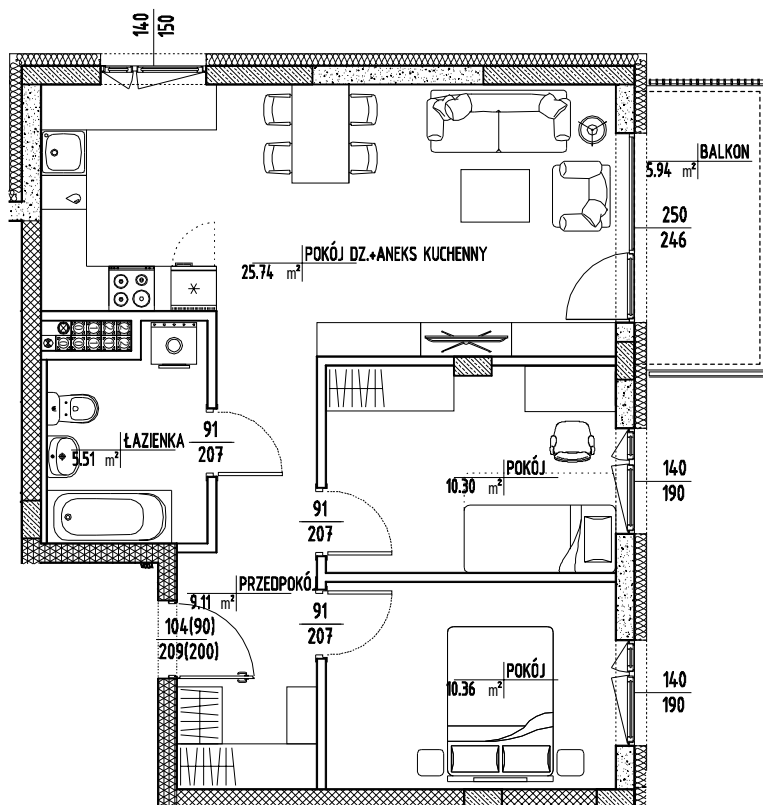 140
150
BALKON
5.94 m²
250
246
POKÓJ DZ.+ANEKS KUCHENNY
25.74 m²
ŁAZIENKA
5.51 m²
91
207
POKÓJ
10.30 m²
140
190
91
207
PRZEDPOKÓJ
9.11 m²
104(90)
209(200)
91
207
POKÓJ
10.36 m²
140
190